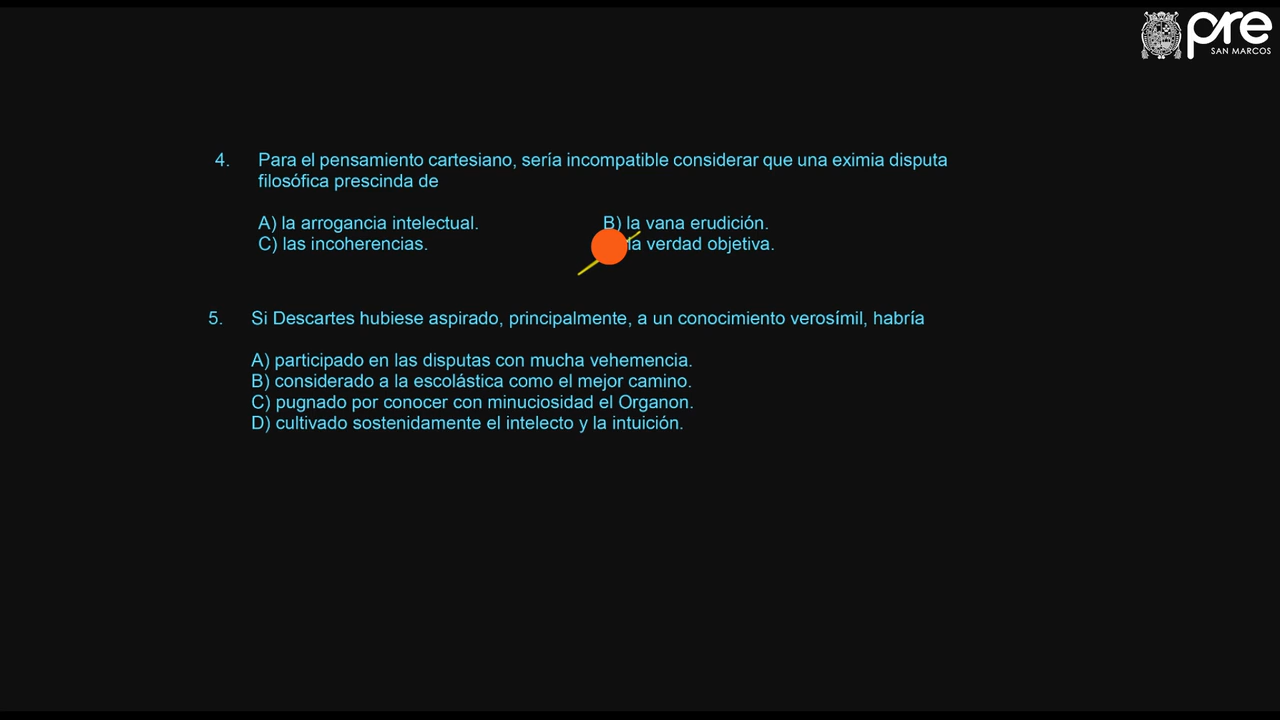 pre
SAN MARCOS
4. Para el pensamiento cartesiano, sería incompatible considerar que una eximia disputa
filosófica prescinda de
A) la arrogancia intelectual. B) la vana erudición.
C) las incoherencias. la verdad objetiva.
5. Si Descartes hubiese aspirado, principalmente, a un conocimiento verosímil, habría
A) participado en las disputas con mucha vehemencia.
B) considerado a la escolástica como el mejor camino.
C) pugnado por conocer con minuciosidad el Organon.
D) cultivado sostenidamente el intelecto y la intuición.